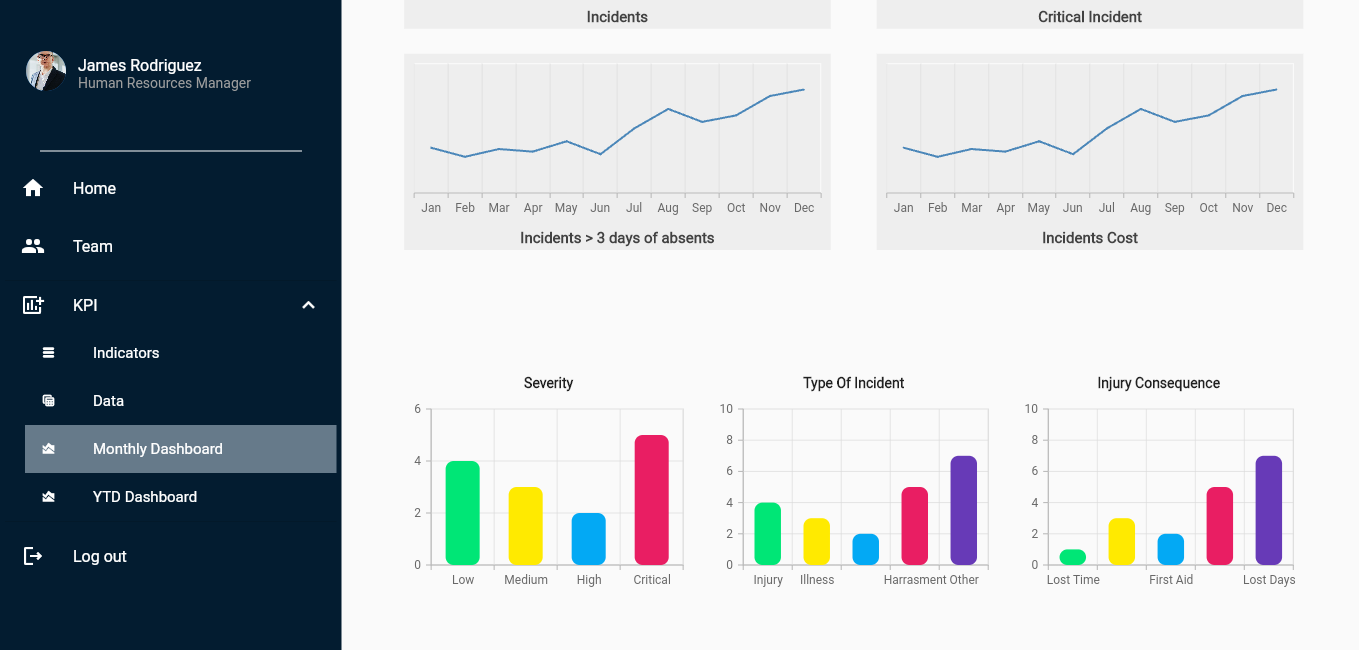 James Rodriguez
Human Resources Manager
Home
Team
KPI
Indicators
Data
Monthly Dashboard
YTD Dashboard
Log out
Incidents
Critical Incident
Jan Feb Mar Apr May Jun Jul Aug Sep Oct Nov Dec
Incidents > 3 days of absents
Jan Feb Mar Apr May Jun Jul Aug Sep Oct Nov Dec
Incidents Cost
Severity
6
4
2
0
Low Medium High Critical
Type Of Incident
10
8
6
4
2
0
Injury Illness Harrasment Other
Injury Consequence
10
8
6
4
2
0
Lost Time First Aid Lost Days